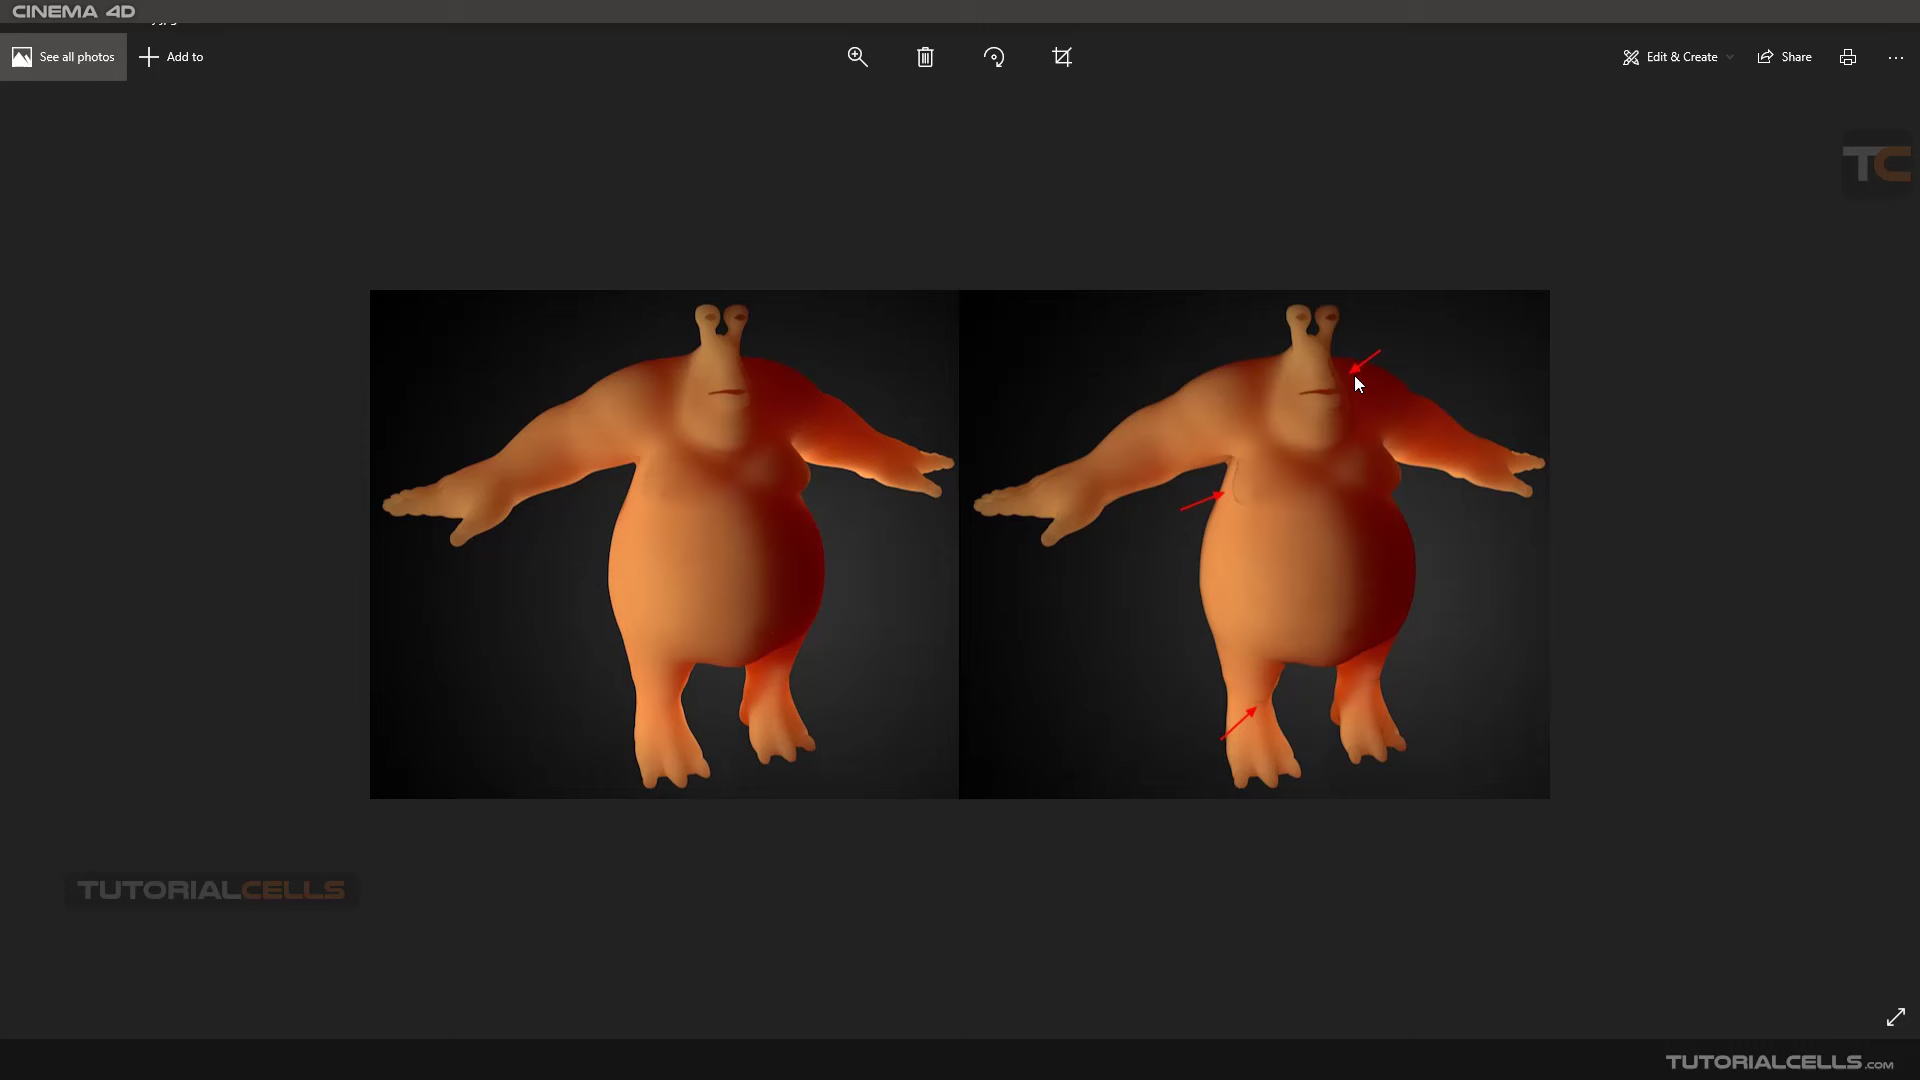 CINEMA 4D
See all photos
Add to
Edit & Create
Share
TC
TUTORIALCELLS
TUTORIALCELLS.COM